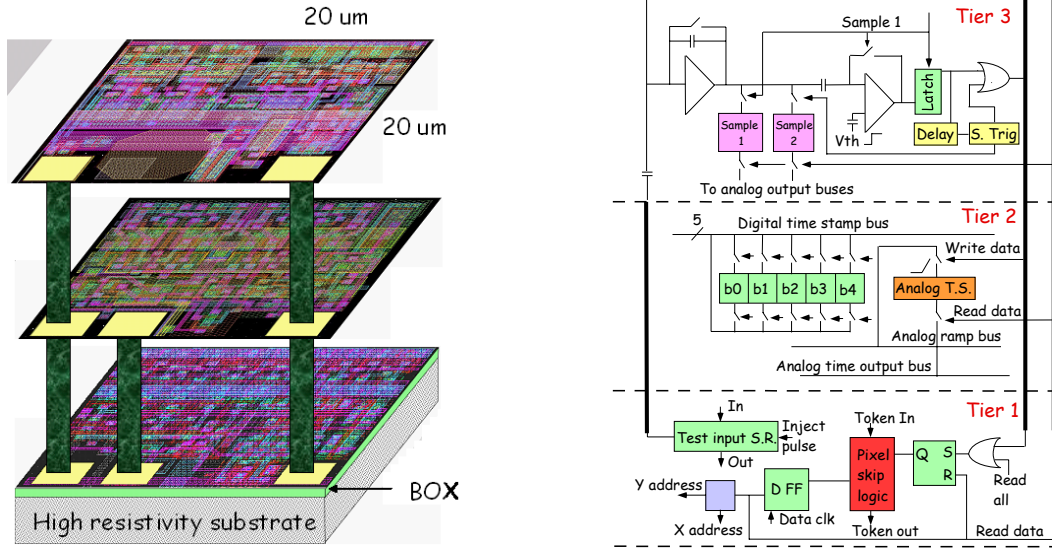 20 um
20 um
BOX
High resistivity substrate
Tier 3
Sample 1
Latch
Sample
1
Sample
2
Vth
Delay
S. Trig
To analog output buses
Tier 2
5
Digital time stamp bus
Write data
b0 b1 b2 b3 b4
Analog T.S.
Read data
Analog ramp bus
Analog time output bus
Tier 1
In
Token In
Test input S.R.
Inject
pulse
Out
Pixel
skip
logic
Q S
R
Read
all
Y address
D FF
X address
Data clk
Token out
Read data